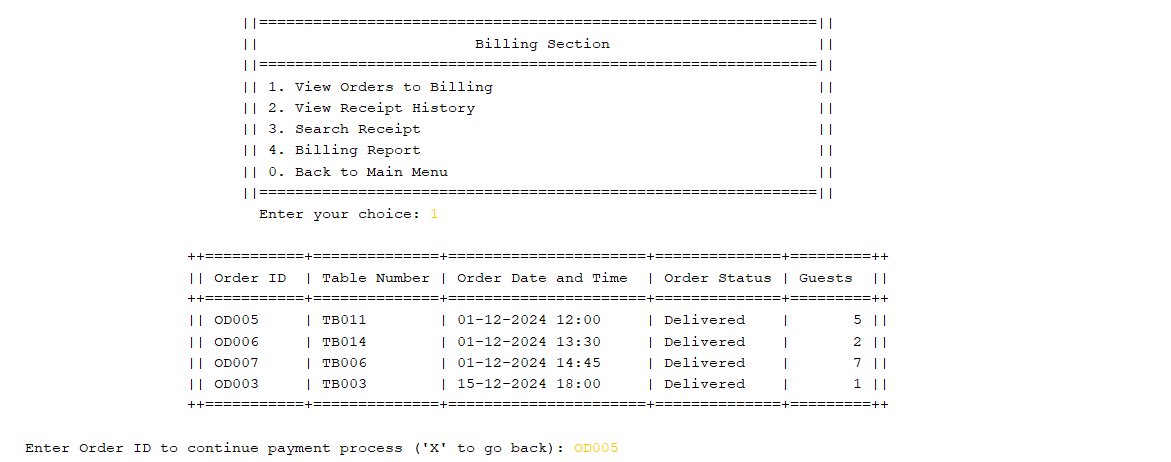 ||==============================================================||
||                        Billing Section                       ||
||==============================================================||
|| 1. View Orders to Billing                                    ||
|| 2. View Receipt History                                      ||
|| 3. Search Receipt                                            ||
|| 4. Billing Report                                            ||
|| 0. Back to Main Menu                                         ||
||==============================================================||
Enter your choice: 1
++===========+==============+======================+==============+=========++
|| Order ID  | Table Number | Order Date and Time  | Order Status | Guests  ||
++===========+==============+======================+==============+=========++
|| OD005     | TB011        | 01-12-2024 12:00     | Delivered    |       5 ||
|| OD006     | TB014        | 01-12-2024 13:30     | Delivered    |       2 ||
|| OD007     | TB006        | 01-12-2024 14:45     | Delivered    |       7 ||
|| OD003     | TB003        | 15-12-2024 18:00     | Delivered    |       1 ||
++===========+==============+======================+==============+=========++
Enter Order ID to continue payment process ('X' to go back): OD005